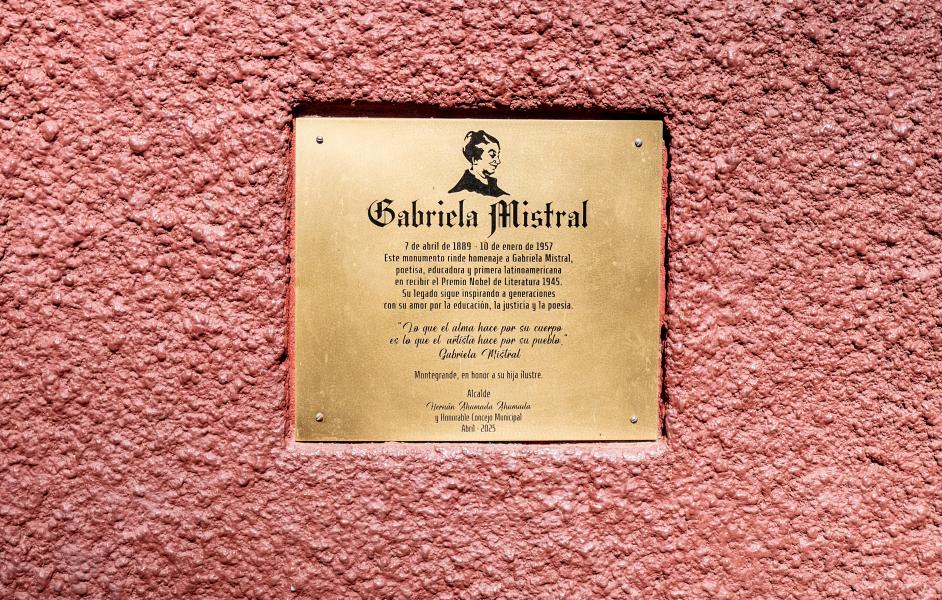 Gabriela Mistral
7 de abril de 1889 - 10 de enero de 1957
Este monumento rinde homenaje a Gabriela Mistral,
poetisa, educadora y primera latinoamericana
en recibir el Premio Nobel de Literatura 1945.
Su legado sigue inspirando a generaciones
con su amor por la educación, la justicia y la poesía.
"Lo que el alma hace por su cuerpo
es lo que el artista hace por su pueblo."
Gabriela Mistral
Montegrande, en honor a su hija ilustre.
Alcalde
Hernán Ahumada Ahumada
y Honorable Concejo Municipal
Abril - 2025